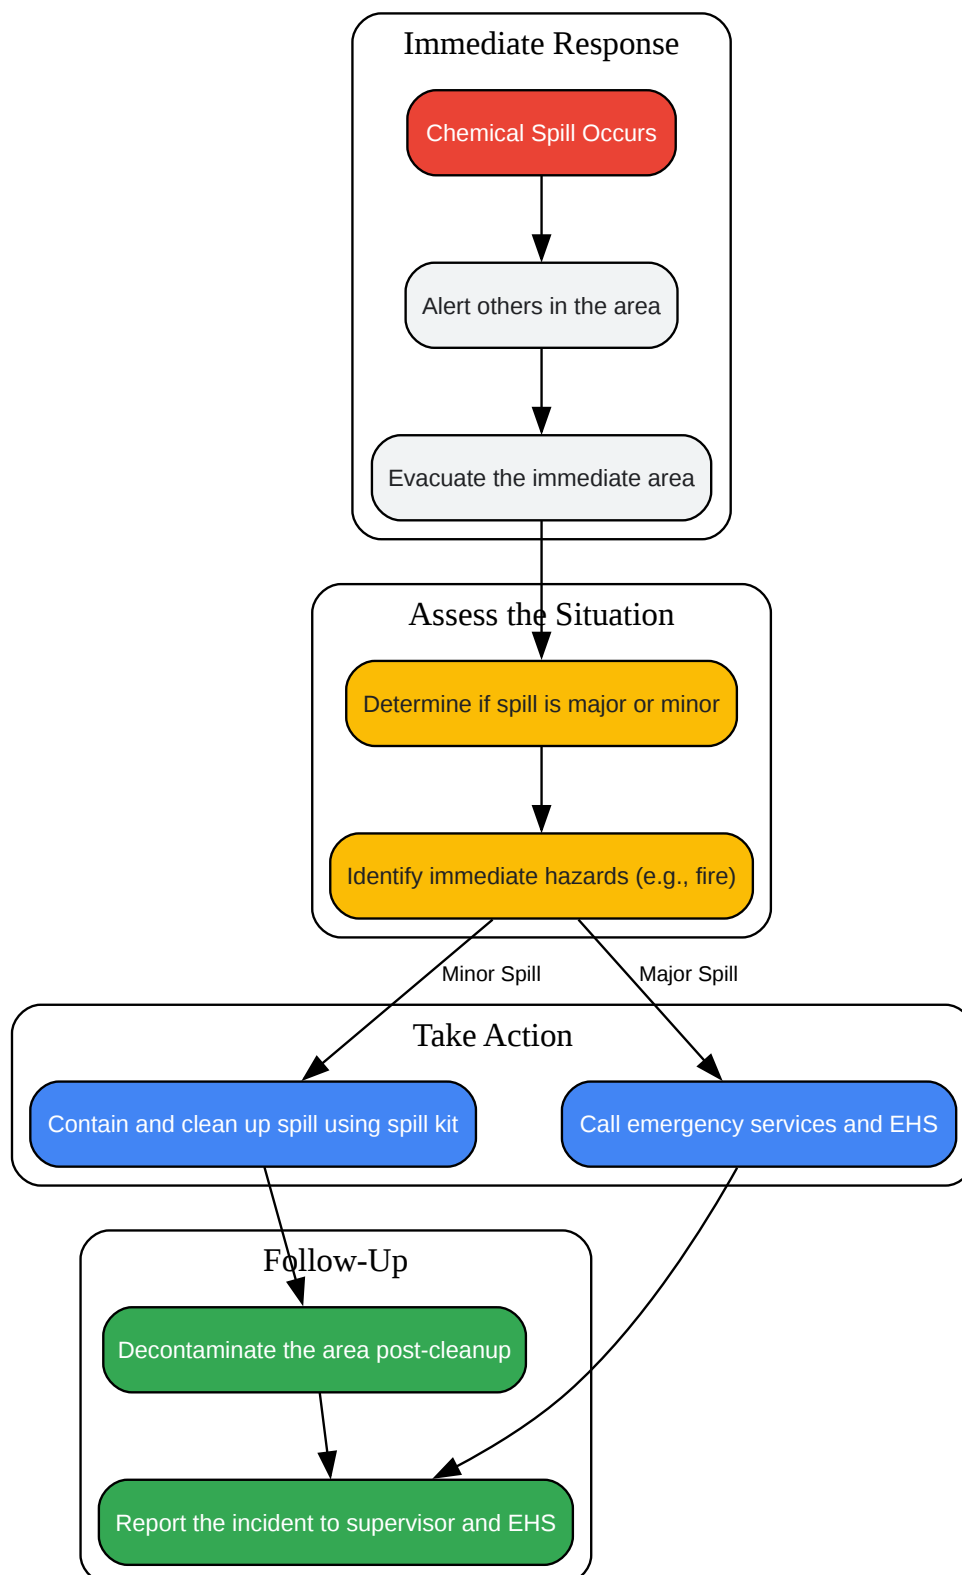 Immediate Response
Chemical Spill Occurs
Alert others in the area
Evacuate the immediate area
Assess the Situation
Determine if spill is major or minor
Identify immediate hazards (e.g., fire)
Minor Spill
Major Spill
Take Action
Contain and clean up spill using spill kit
Call emergency services and EHS
Follow-Up
Decontaminate the area post-cleanup
Report the incident to supervisor and EHS